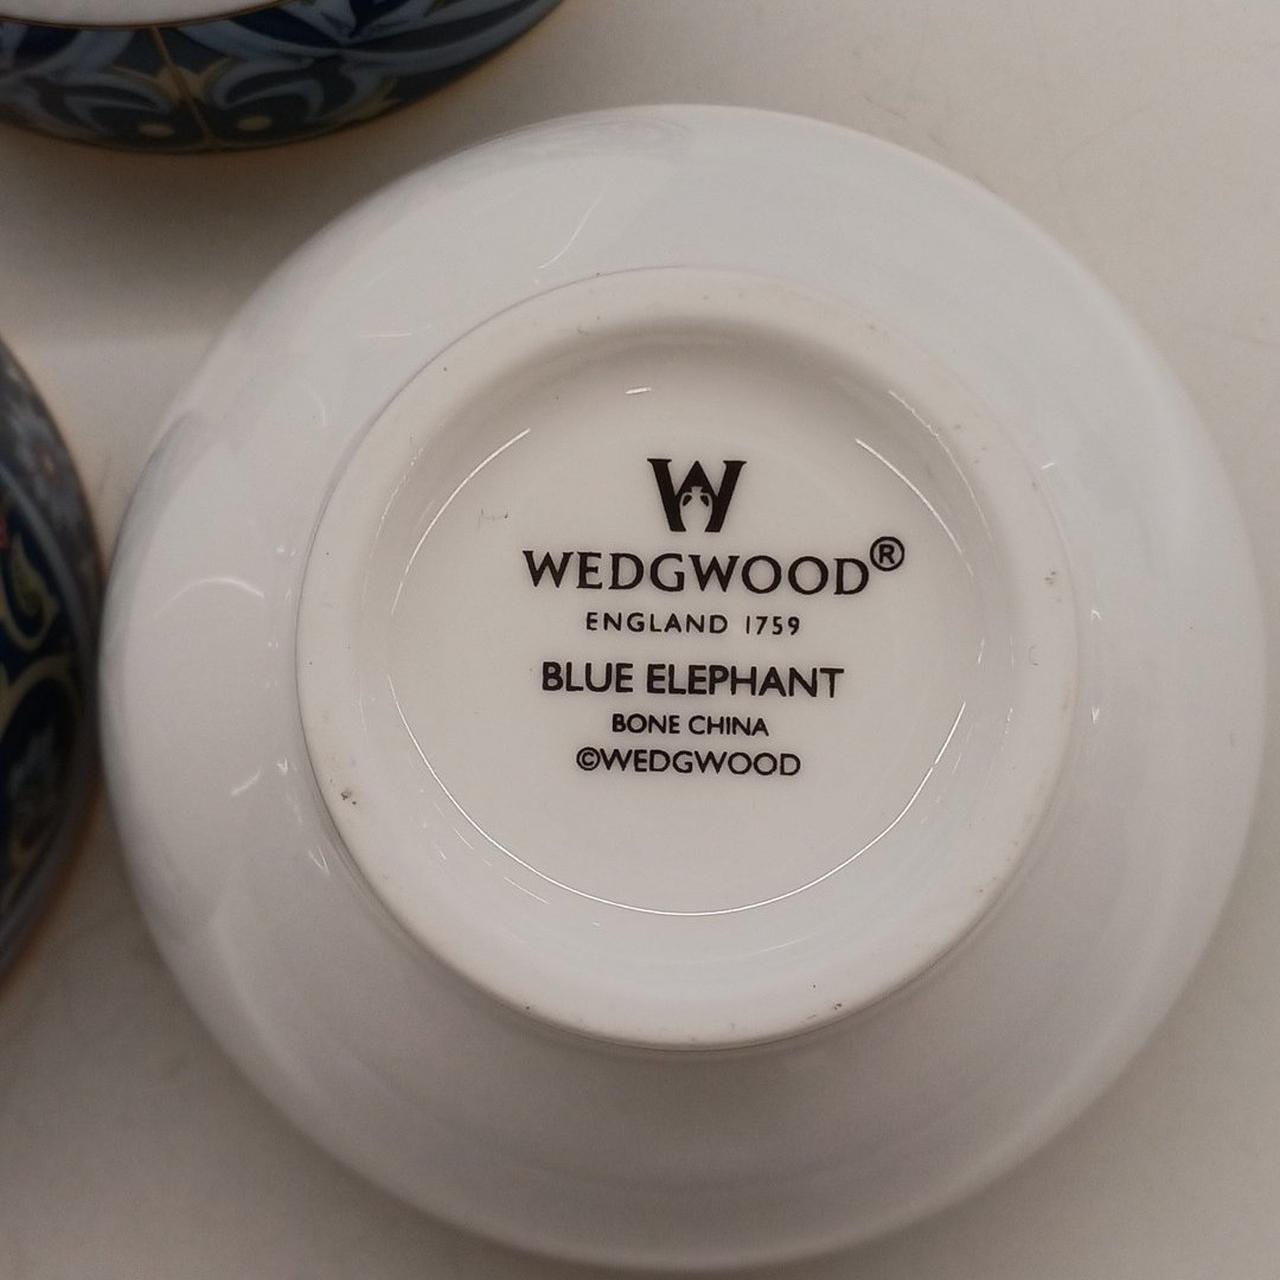 W
WEDGWOOD®
ENGLAND 1759
BLUE ELEPHANT
BONE CHINA
©WEDGWOOD